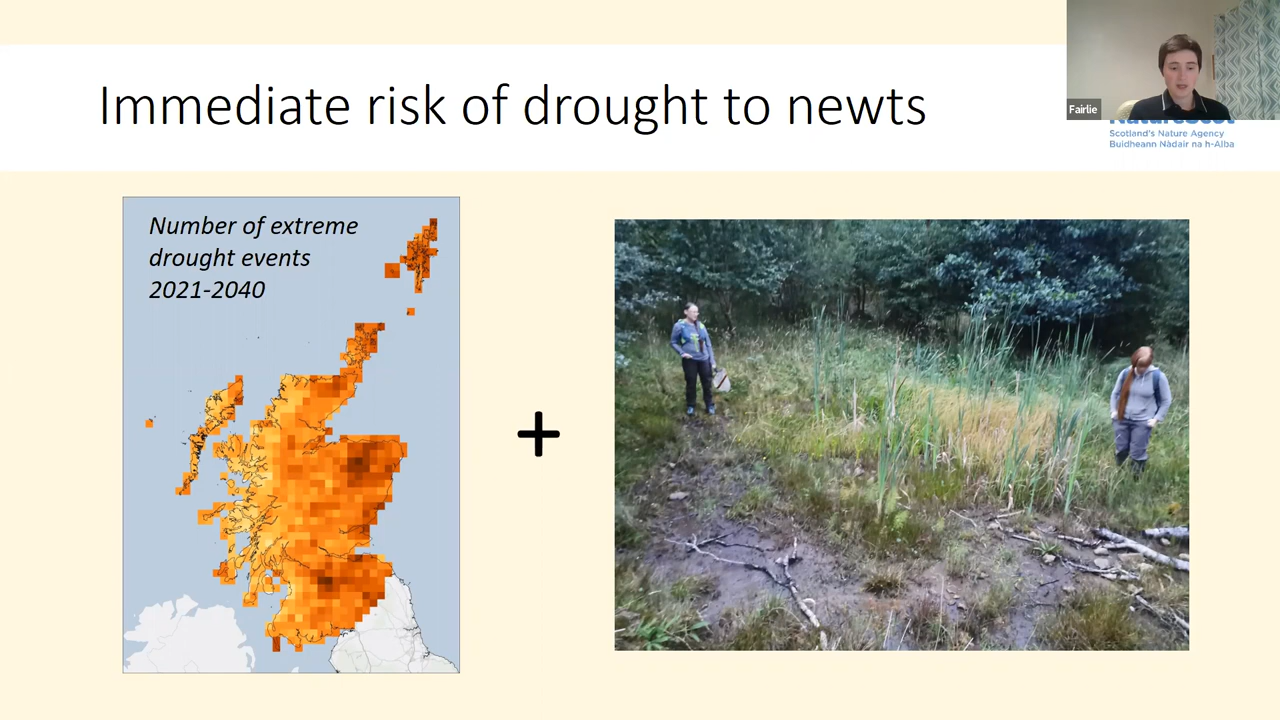 Immediate risk of drought to newts
Fairlie
NatureScot
Scotland's Nature Agency
Buidheann Nàdair na h-Alba
Number of extreme
drought events
2021-2040
+